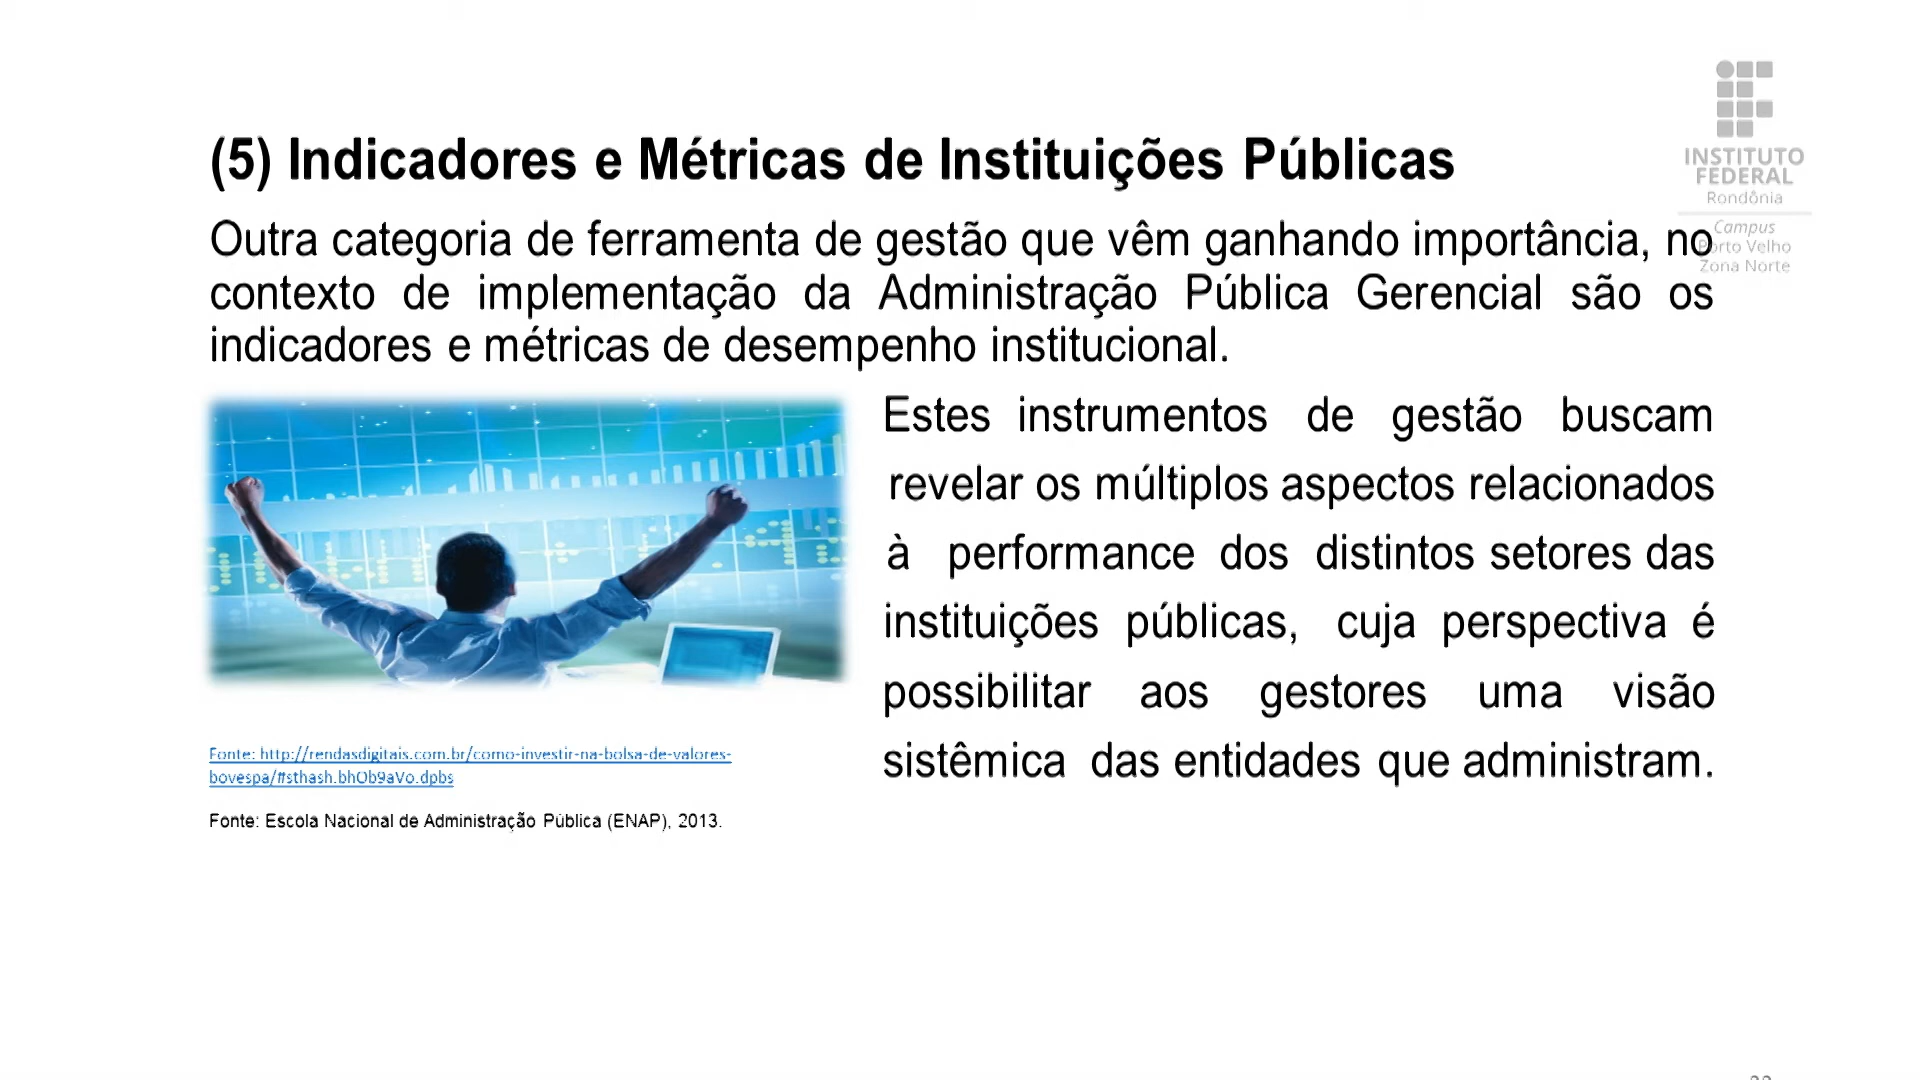 INSTITUTO
FEDERAL
Rondônia
Campus
Porto Velho
Zona Norte
(5) Indicadores e Métricas de Instituições Públicas
Outra categoria de ferramenta de gestão que vêm ganhando importância, no
contexto de implementação da Administração Pública Gerencial são os
indicadores e métricas de desempenho institucional.
Estes instrumentos de gestão buscam
revelar os múltiplos aspectos relacionados
à performance dos distintos setores das
instituições públicas, cuja perspectiva é
possibilitar aos gestores uma visão
sistêmica das entidades que administram.
Fonte: http://rendasdigitais.com.br/como-investir-na-bolsa-de-valores-
bovespa/#sthash.bhOb9aVo.dpbs
Fonte: Escola Nacional de Administração Pública (ENAP), 2013.